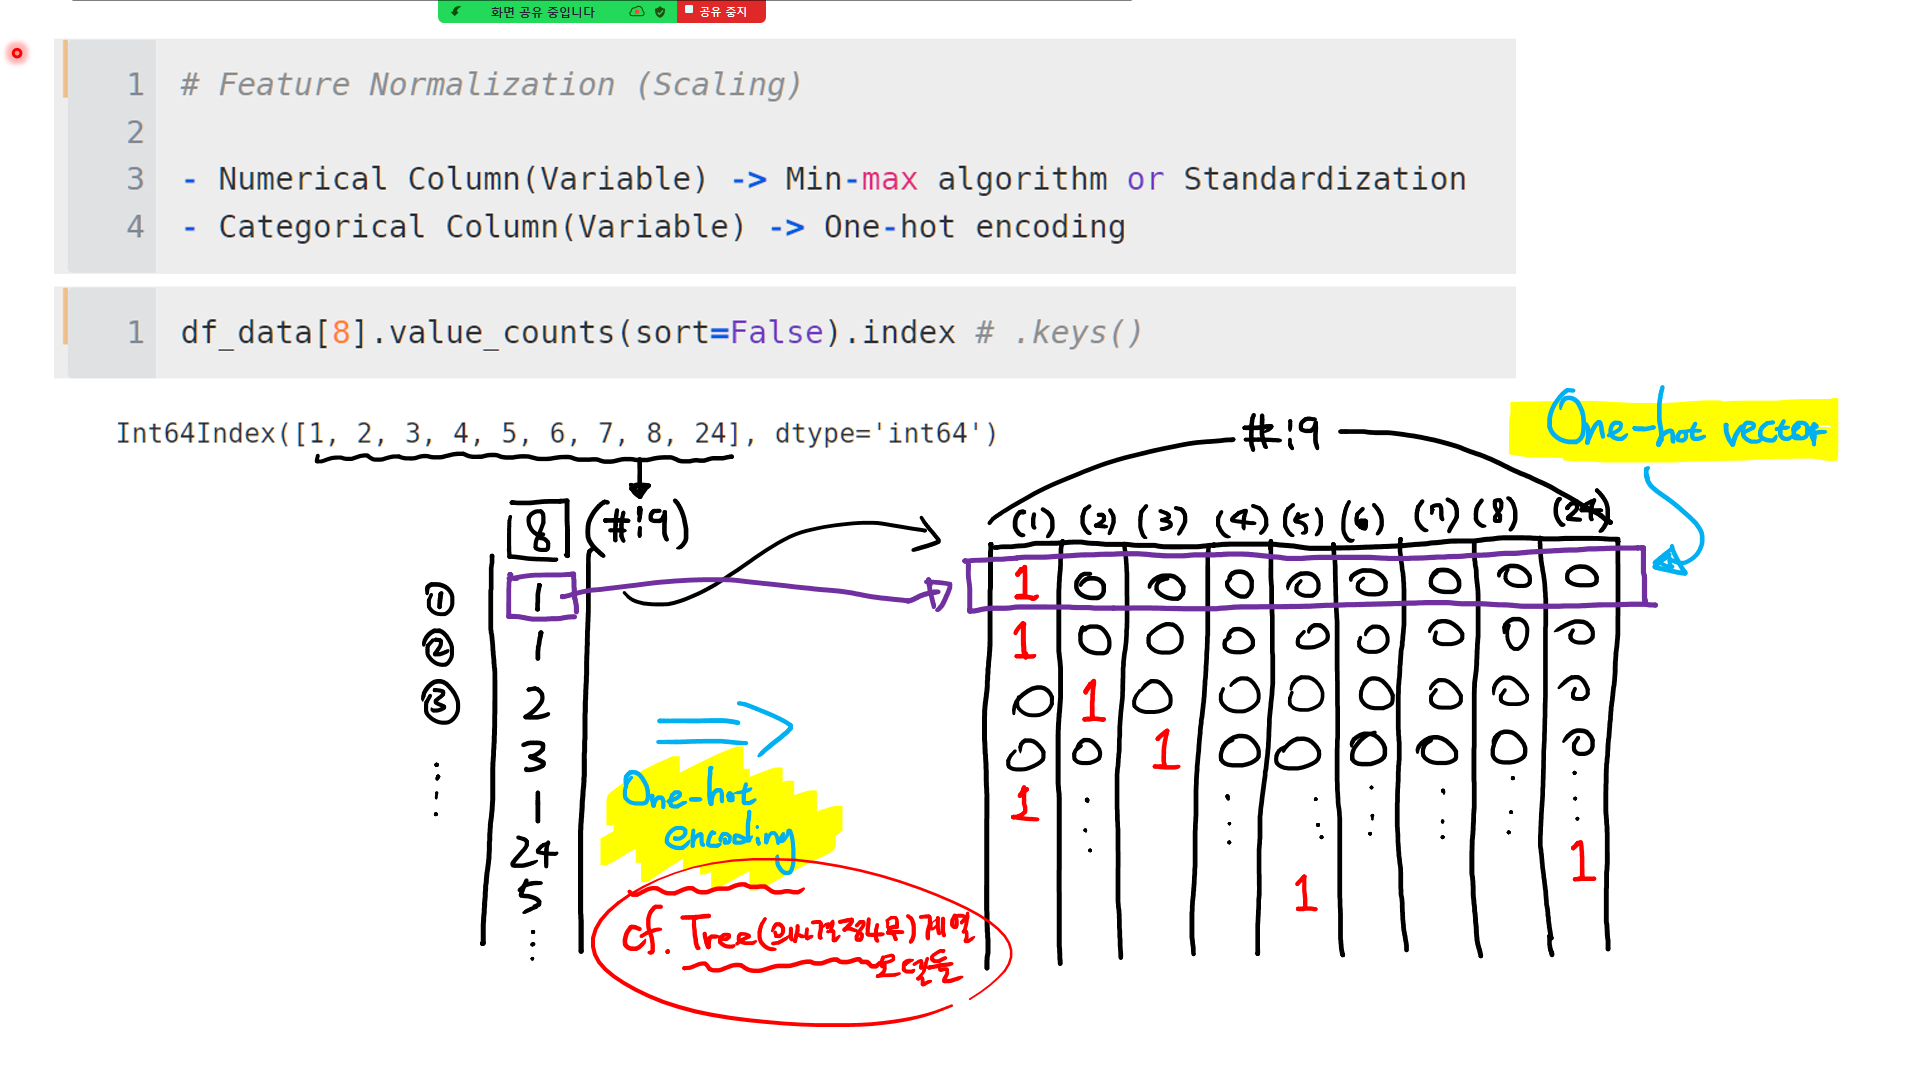 화면 공유 중입니다 공유 중지
1 # Feature Normalization (Scaling)
2
3 - Numerical Column(Variable) -> Min-max algorithm or Standardization
4 - Categorical Column(Variable) -> One-hot encoding
1 df_data[8].value_counts(sort=False).index # .keys()
Int64Index([1, 2, 3, 4, 5, 6, 7, 8, 24], dtype='int64')
#:9
One-hot vector
8 (#:9)
(1) (2) (3) (4) (5) (6) (7) (8) (24)
① 1 1 0 0 0 0 0 0 0 0
② 1 1 0 0 0 0 0 0 0 0
③ 2 0 1 0 0 0 0 0 0 0
3 0 0 1 0 0 0 0 0 0
1 1
24 1
5 1
One-hot
encoding
cf. Tree(의사결정나무)계열
모델들